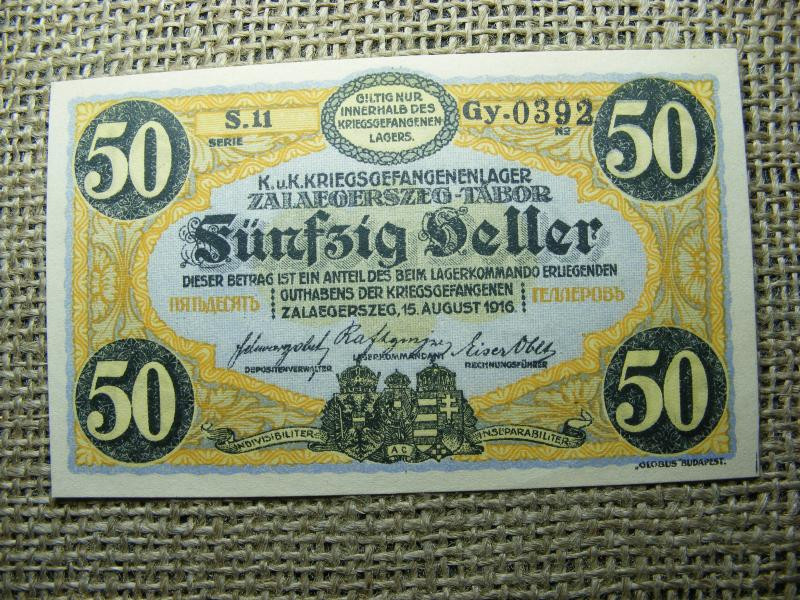 50
S.11
SERIE
GILTIG NUR
INNERHALB DES
KRIEGSGEFANGENEN
LAGERS.
Gy.0392
№
50
K.u.K. KRIEGSGEFANGENENLAGER
ZALAEGERSZEG-TÁBOR
Fünfzig Heller
DIESER BETRAG IST EIN ANTEIL DES BEIM LAGERKOMMANDO ERLIEGENDEN
ПЯТЬДЕСЯТЪ
GUTHABENS DER KRIEGSGEFANGENEN
ГЕЛЛЕРОВЪ
ZALAEGERSZEG, 15. AUGUST 1916.
LAGERKOMMANDANT
DEPOSITENVERWALTER
RECHNUNGSFÜHRER
50
50
INDIVISIBILITER
AC
INSEPARABILITER
„GLOBUS" BUDAPEST.